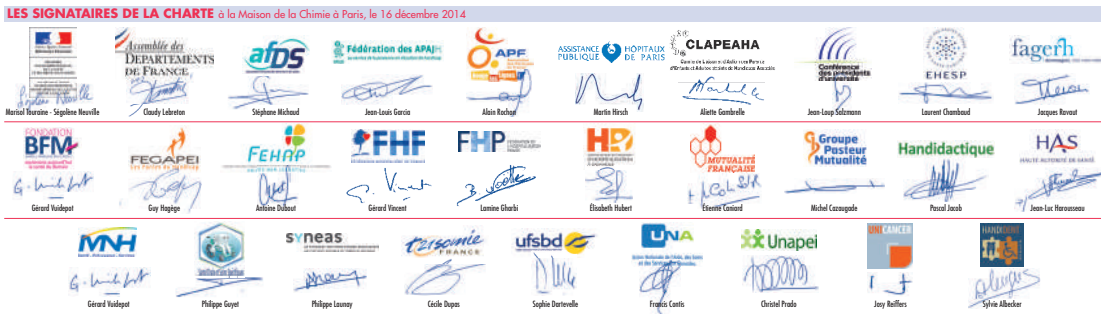 LES SIGNATAIRES DE LA CHARTE à la Maison de la Chimie à Paris, le 16 décembre 2014
Assemblée des
DEPARTEMENTS
DE FRANCE
afDS
Fédération des APAJH
APF
ASSISTANCE PUBLIQUE HÔPITAUX DE PARIS
CLAPEAHA
Conférence
des présidents
d'université
EHESP
fagerh
Marisol Touraine - Ségolène Neuville
Claudy Lebreton
Stéphane Michaud
Jean-Louis Garcia
Alain Rochon
Martin Hirsch
Aliette Gambrelle
Jean-Loup Salzmann
Laurent Chambaud
Jacques Ravaut
FONDATION
BFM
FEGAPEI
FEHAP
FHF
FHP
MUTUALITÉ
FRANÇAISE
Groupe
Pasteur
Mutualité
Handidactique
HAS
HAUTE AUTORITÉ DE SANTÉ
Gérard Vuidepot
Guy Hagège
Antoine Dubout
Gérard Vincent
Lamine Gharbi
Élisabeth Hubert
Étienne Caniard
Michel Cazaugade
Pascal Jacob
Jean-Luc Harousseau
MNH
syneas
trisomie
FRANCE
ufsbd
UNA
Unapei
UNICANCER
HANDIDENT
Gérard Vuidepot
Philippe Guyet
Philippe Launay
Cécile Dupas
Sophie Dartevelle
Francis Contis
Christel Prado
Josy Reiffers
Sylvie Albecker